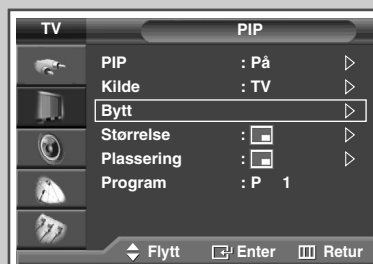 TV PIP
PIP : På
Kilde : TV
Bytt
Størrelse :
Plassering :
Program : P 1
Flytt Enter Retur